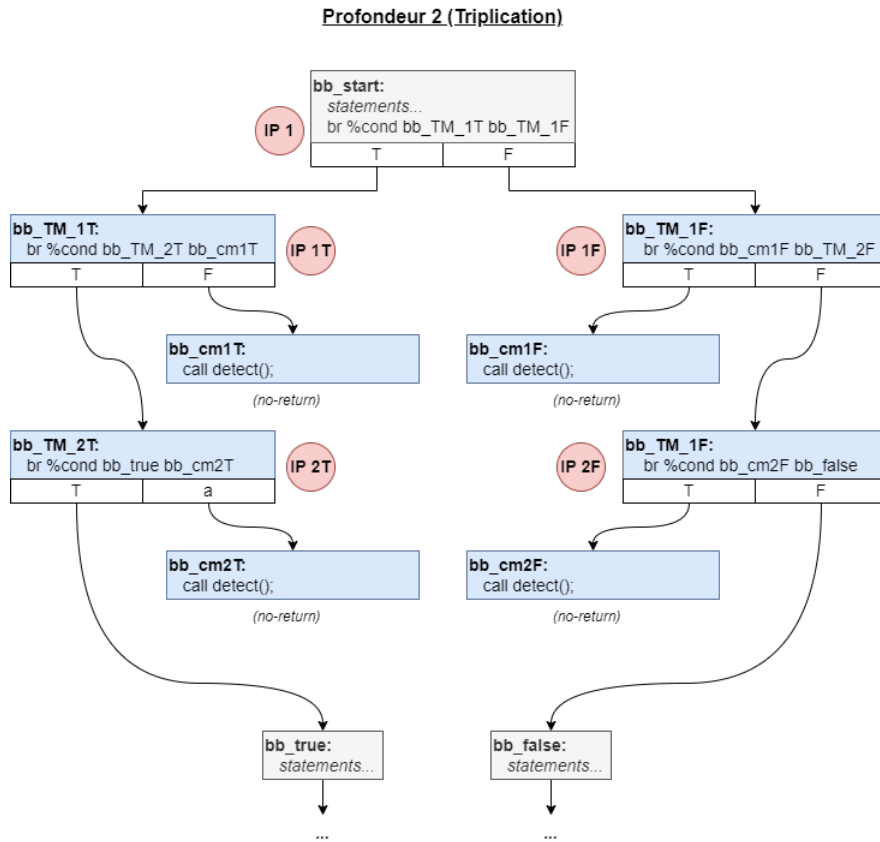 Profondeur 2 (Triplication)
bb_start:
statements...
br %cond bb_TM_1T bb_TM_1F
IP 1
T
F
bb_TM_1T:
br %cond bb_TM_2T bb_cm1T
T
F
IP 1T
IP 1F
bb_TM_1F:
br %cond bb_cm1F bb_TM_2F
T
F
bb_cm1T:
call detect();
(no-return)
bb_cm1F:
call detect();
(no-return)
bb_TM_2T:
br %cond bb_true bb_cm2T
T
a
IP 2T
IP 2F
bb_TM_1F:
br %cond bb_cm2F bb_false
T
F
bb_cm2T:
call detect();
(no-return)
bb_cm2F:
call detect();
(no-return)
bb_true:
statements...
...
bb_false:
statements...
...